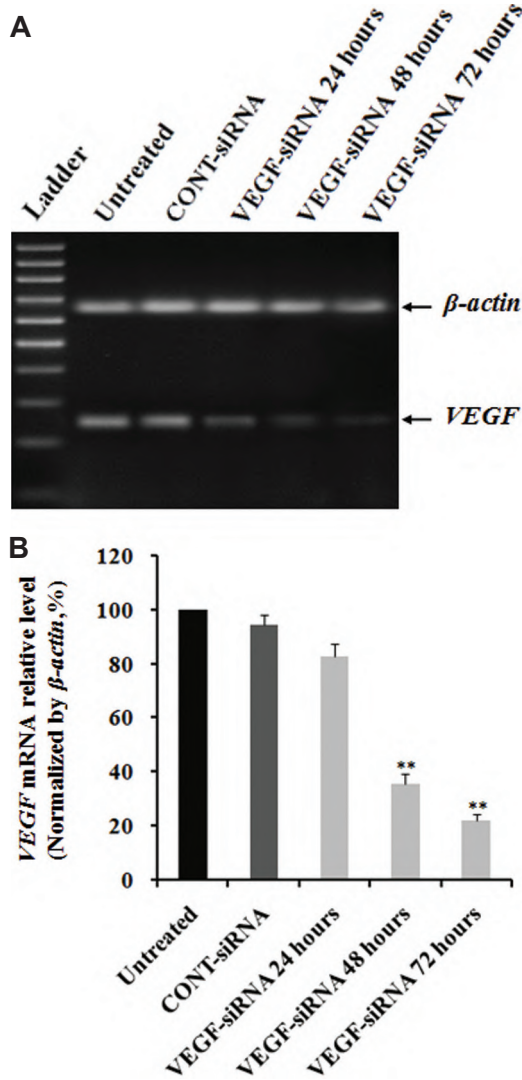 A
Ladder
Untreated
CONT-siRNA
VEGF-siRNA 24 hours
VEGF-siRNA 48 hours
VEGF-siRNA 72 hours
β-actin
VEGF
B
VEGF mRNA relative level
(Normalized by β-actin,%)
120
100
80
60
40
20
0
**
**
Untreated
CONT-siRNA
VEGF-siRNA 24 hours
VEGF-siRNA 48 hours
VEGF-siRNA 72 hours